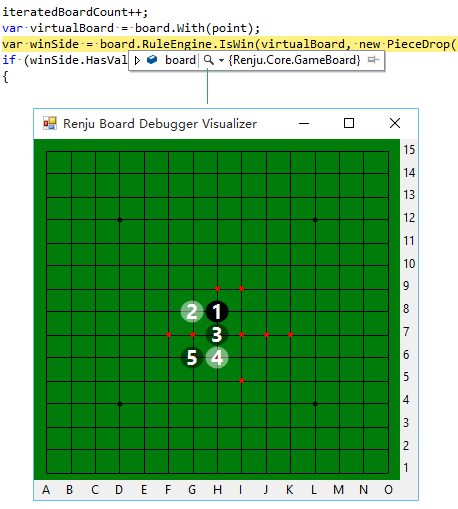 iteratedBoardCount++;
var virtualBoard = board.With(point);
var winSide = board.RuleEngine.IsWin(virtualBoard, new PieceDrop(
if (winSide.HasVal
board {Renju.Core.GameBoard}
{
Renju Board Debugger Visualizer
15
14
13
12
11
10
9
2 1 8
3 7
5 4 6
5
4
3
2
1
A B C D E F G H I J K L M N O